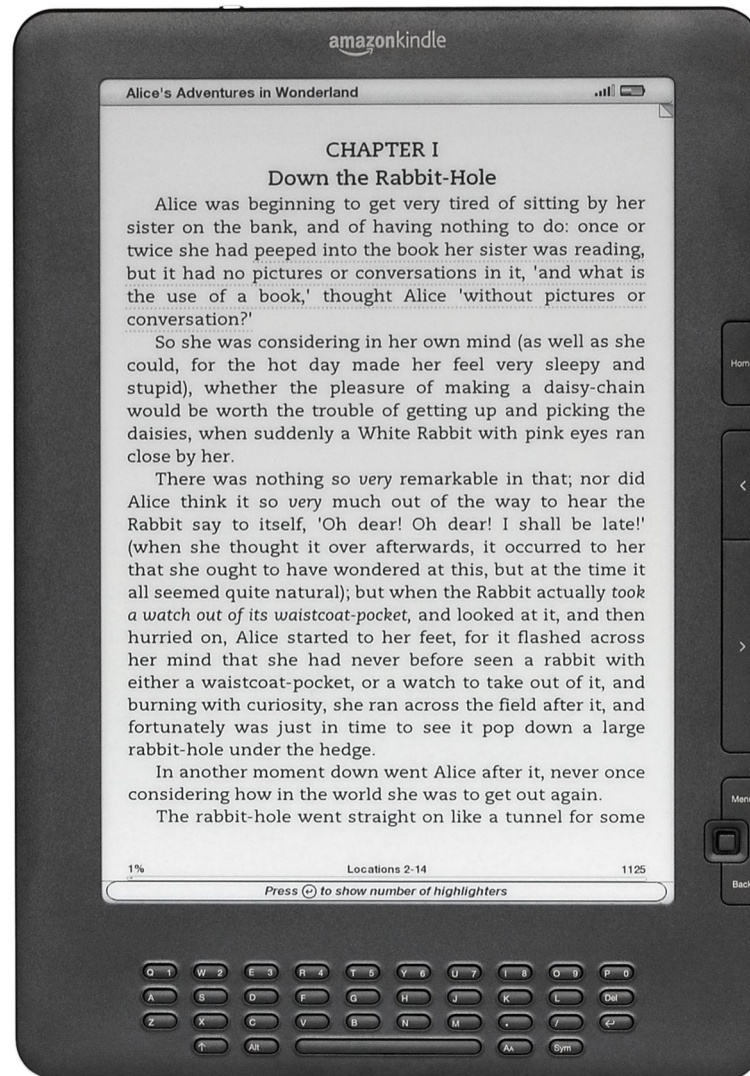 amazonkindle
Alice's Adventures in Wonderland
CHAPTER I
Down the Rabbit-Hole
Alice was beginning to get very tired of sitting by her
sister on the bank, and of having nothing to do: once or
twice she had peeped into the book her sister was reading,
but it had no pictures or conversations in it, 'and what is
the use of a book,' thought Alice 'without pictures or
conversation?'
So she was considering in her own mind (as well as she
could, for the hot day made her feel very sleepy and
stupid), whether the pleasure of making a daisy-chain
would be worth the trouble of getting up and picking the
daisies, when suddenly a White Rabbit with pink eyes ran
close by her.
There was nothing so very remarkable in that; nor did
Alice think it so very much out of the way to hear the
Rabbit say to itself, 'Oh dear! Oh dear! I shall be late!'
(when she thought it over afterwards, it occurred to her
that she ought to have wondered at this, but at the time it
all seemed quite natural); but when the Rabbit actually took
a watch out of its waistcoat-pocket, and looked at it, and then
hurried on, Alice started to her feet, for it flashed across
her mind that she had never before seen a rabbit with
either a waistcoat-pocket, or a watch to take out of it, and
burning with curiosity, she ran across the field after it, and
fortunately was just in time to see it pop down a large
rabbit-hole under the hedge.
In another moment down went Alice after it, never once
considering how in the world she was to get out again.
The rabbit-hole went straight on like a tunnel for some
1% Locations 2-14 1125
Press ↵ to show number of highlighters
Home
<
>
Menu
Back
Q 1 W 2 E 3 R 4 T 5 Y 6 U 7 I 8 O 9 P 0
A S D F G H J K L Del
Z X C V B N M . / ↵
↑ Alt AA Sym